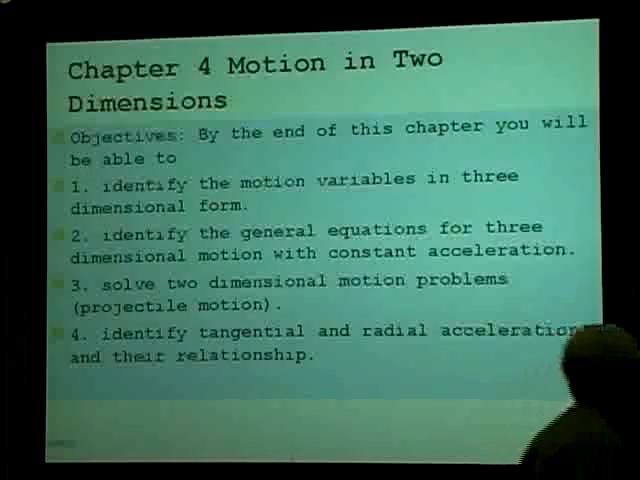 Chapter 4 Motion in Two
Dimensions
Objectives: By the end of this chapter you will
be able to
1. identify the motion variables in three
dimensional form.
2. identify the general equations for three
dimensional motion with constant acceleration.
3. solve two dimensional motion problems
(projectile motion).
4. identify tangential and radial acceleration
and their relationship.